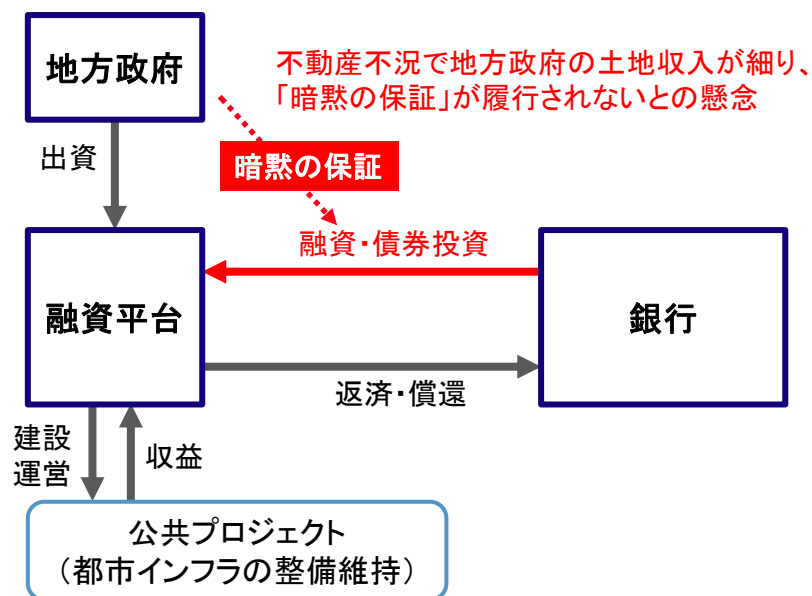 地方政府
不動産不況で地方政府の土地収入が細り、
「暗黙の保証」が履行されないとの懸念
出資
暗黙の保証
融資・債券投資
融資平台
銀行
返済・償還
建設
運営
収益
公共プロジェクト
（都市インフラの整備維持）